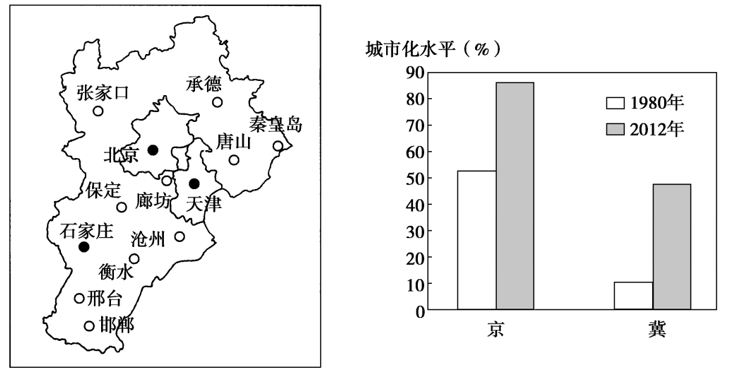 张家口
承德
秦皇岛
北京
唐山
保定
廊坊
天津
石家庄
沧州
衡水
邢台
邯郸
城市化水平（%）
90
80
70
60
50
40
30
20
10
0
1980年
2012年
京
冀